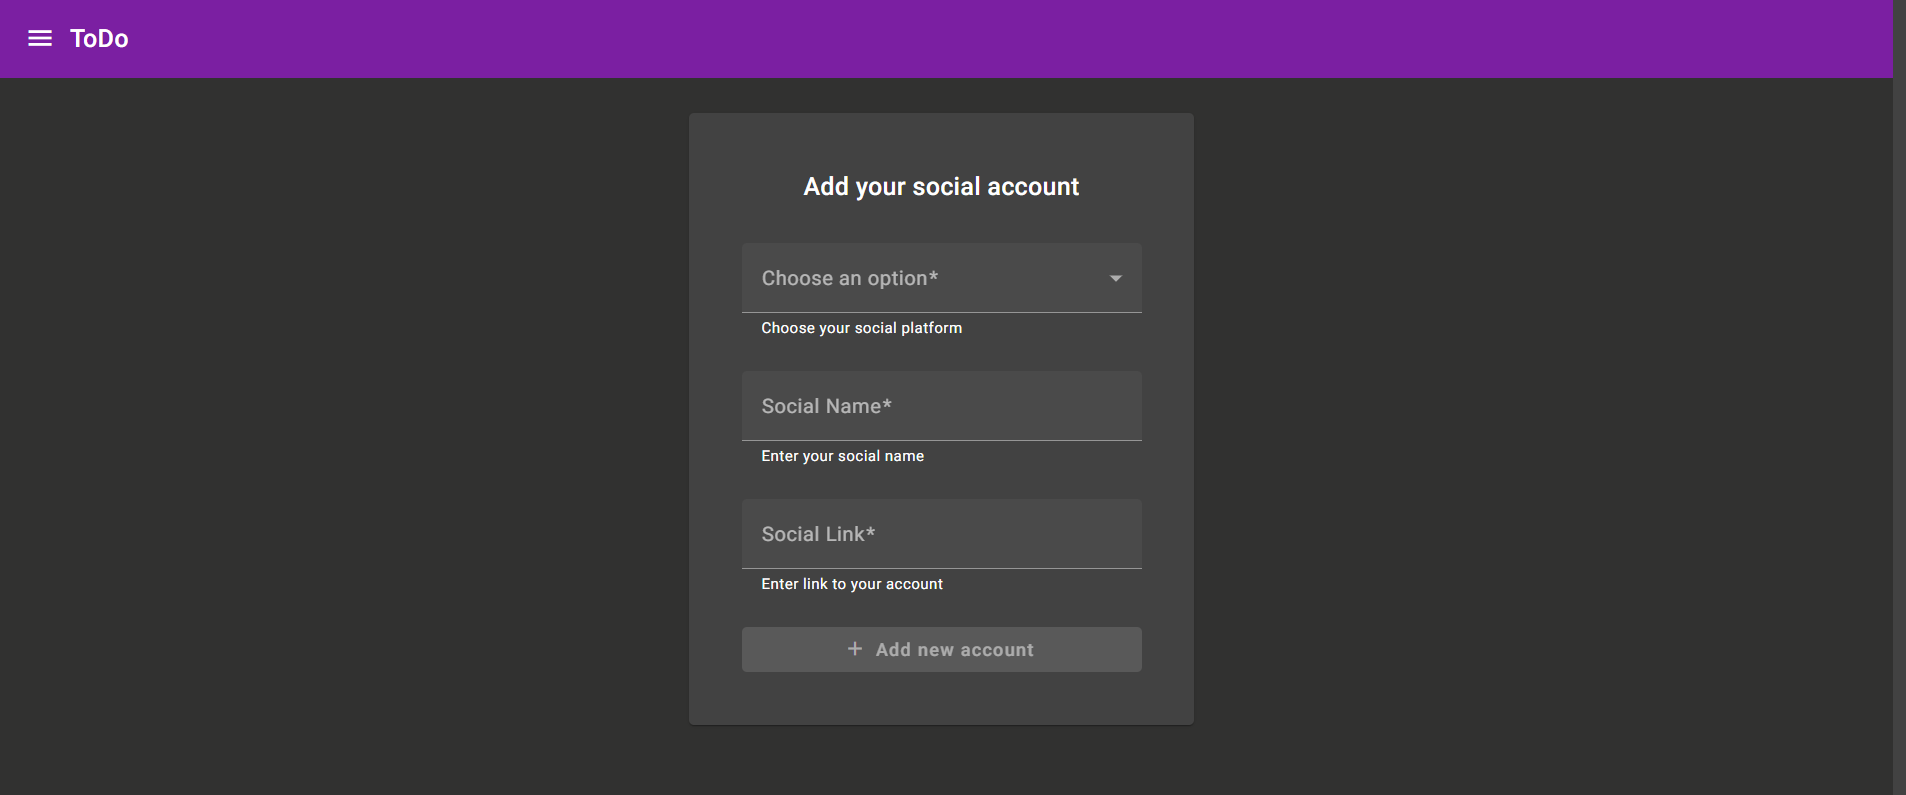 ToDo
Add your social account
Choose an option*
Choose your social platform
Social Name*
Enter your social name
Social Link*
Enter link to your account
+ Add new account